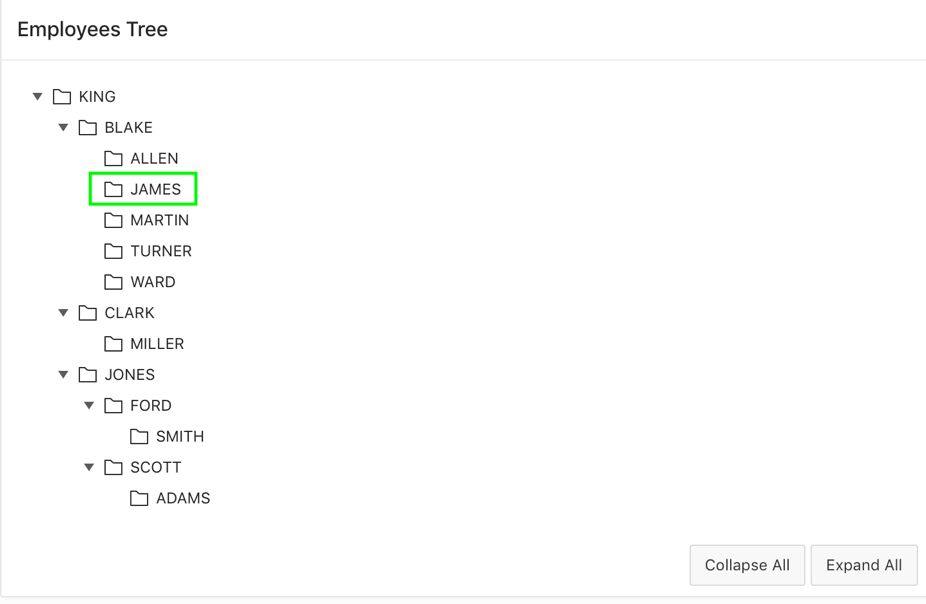 Employees Tree
KING
BLAKE
ALLEN
JAMES
MARTIN
TURNER
WARD
CLARK
MILLER
JONES
FORD
SMITH
SCOTT
ADAMS
Collapse All Expand All